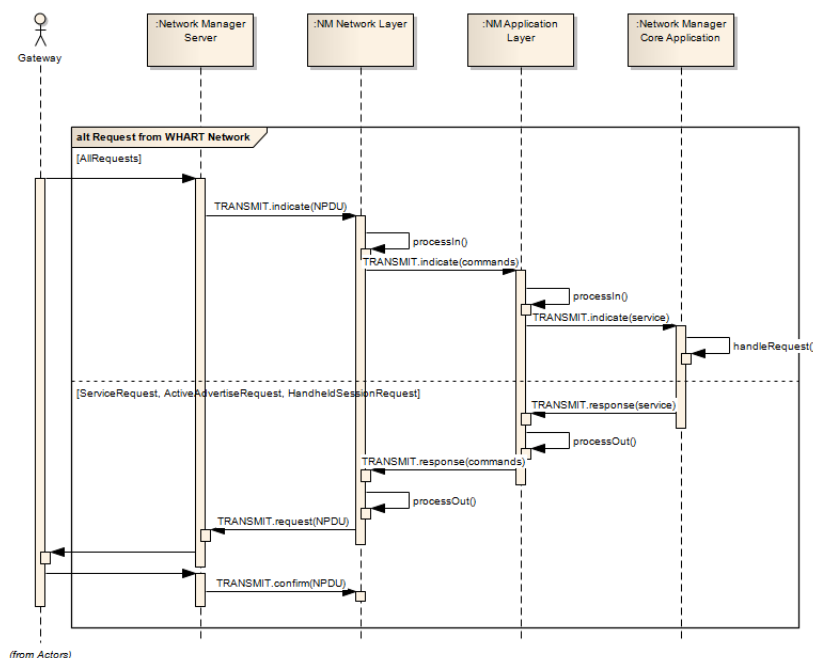 Gateway
:Network Manager
Server
:NM Network Layer
:NM Application
Layer
:Network Manager
Core Application
alt Request from WHART Network
[AllRequests]
TRANSMIT.indicate(NPDU)
processIn()
TRANSMIT.indicate(commands)
processIn()
TRANSMIT.indicate(service)
handleRequest()
[ServiceRequest, ActiveAdvertiseRequest, HandheldSessionRequest]
TRANSMIT.response(service)
processOut()
TRANSMIT.response(commands)
processOut()
TRANSMIT.request(NPDU)
TRANSMIT.confirm(NPDU)
(from Actors)